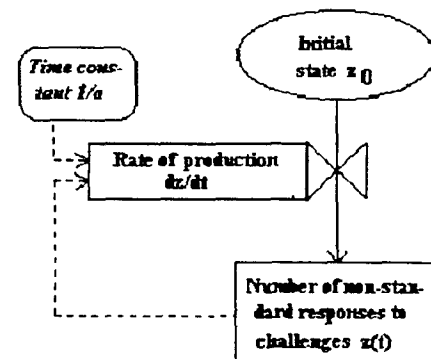 Time cons-
tant 1/a
Initial
state z0
Rate of production
dz/dt
Number of non-stan-
dard responses to
challenges z(t)